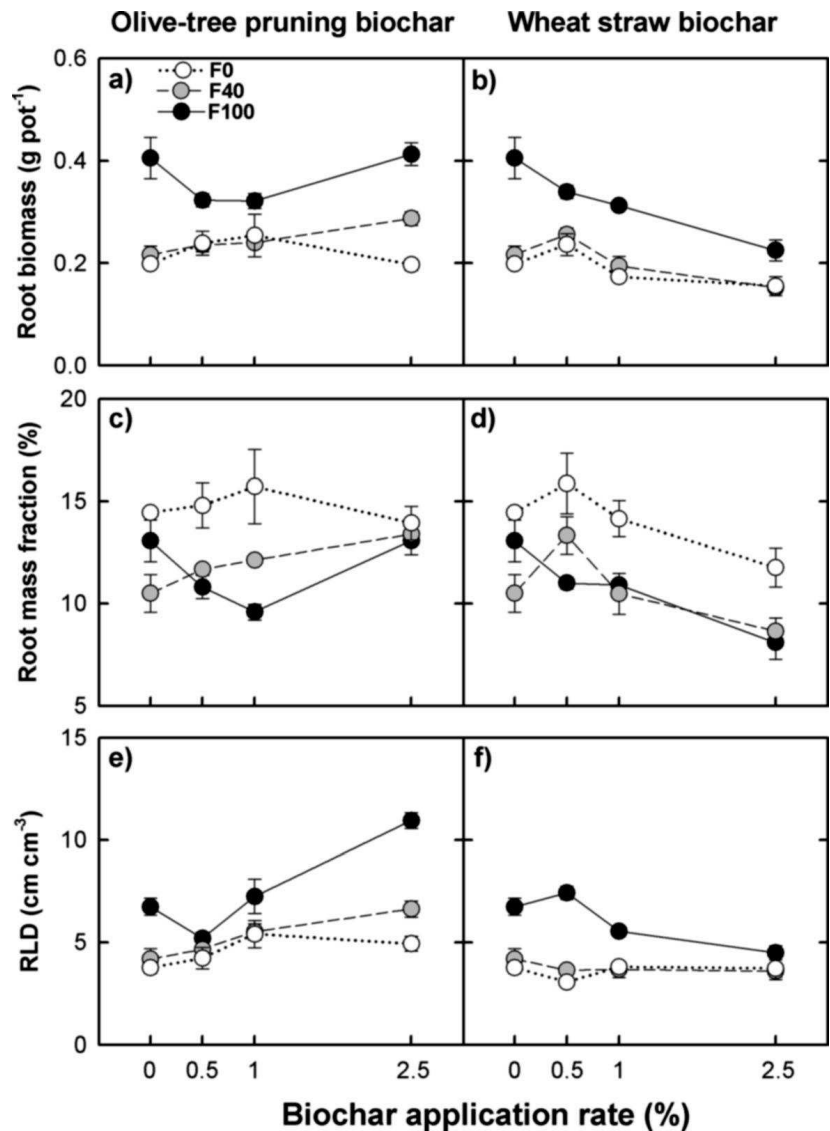 Olive-tree pruning biochar
Wheat straw biochar
a)
F0
F40
F100
b)
Root biomass (g pot⁻¹)
0.6
0.4
0.2
0.0
c)
d)
Root mass fraction (%)
20
15
10
5
e)
f)
RLD (cm cm⁻³)
15
10
5
0
0 0.5 1 2.5
0 0.5 1 2.5
Biochar application rate (%)